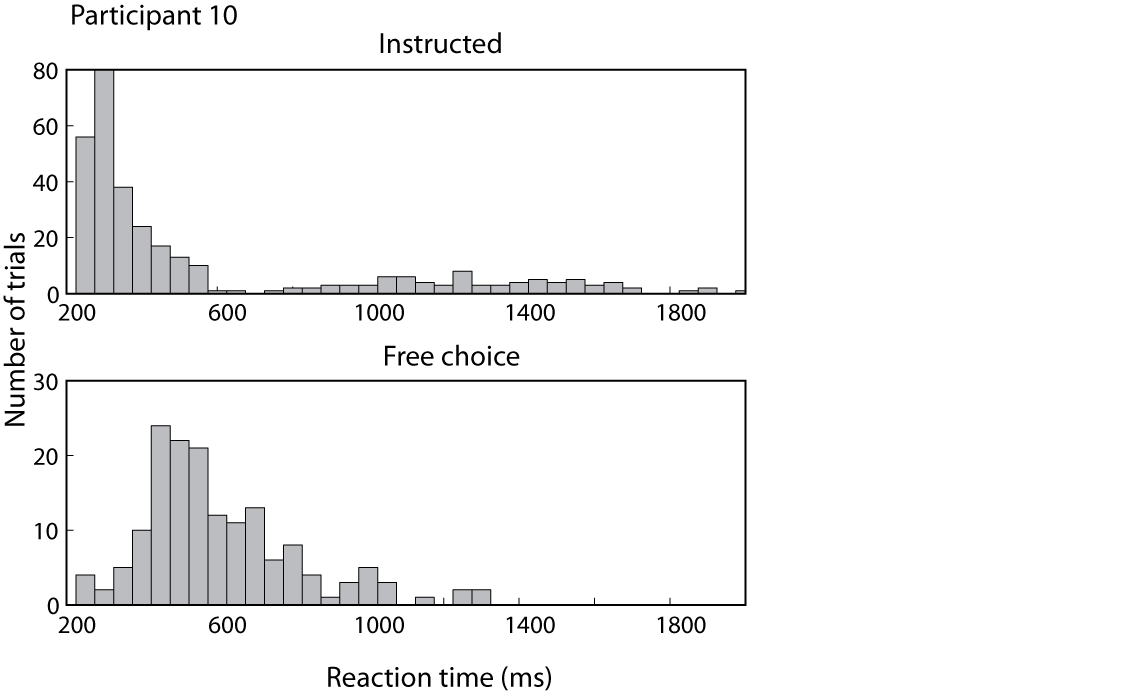 Participant 10
Instructed
80
60
40
20
0
200 600 1000 1400 1800
Number of trials
Free choice
30
20
10
0
200 600 1000 1400 1800
Reaction time (ms)